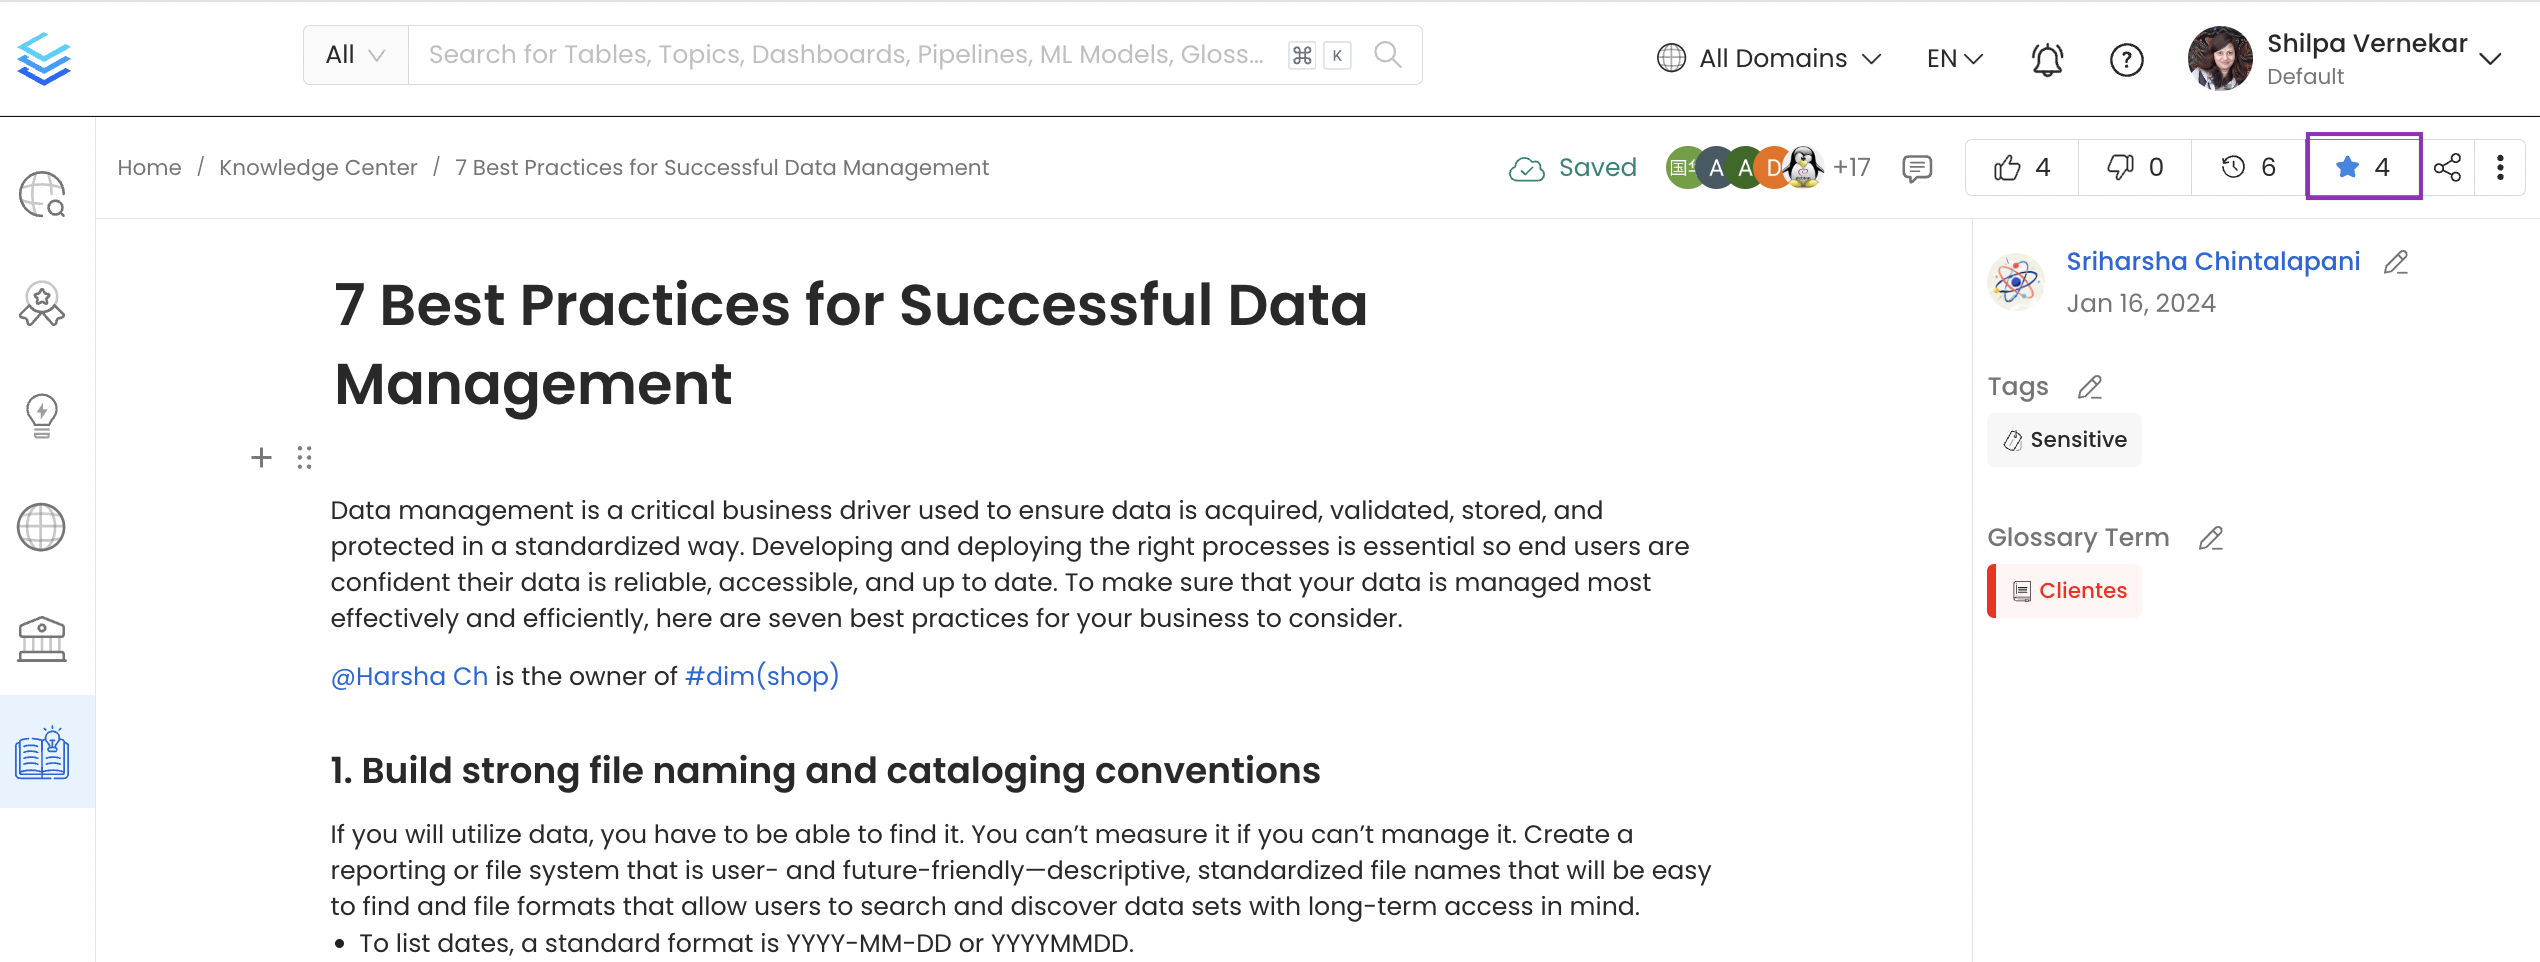 All
Search for Tables, Topics, Dashboards, Pipelines, ML Models, Gloss...
⌘ K
All Domains
EN
Shilpa Vernekar
Default
Home / Knowledge Center / 7 Best Practices for Successful Data Management
Saved
A A D +17
4
0
6
4
7 Best Practices for Successful Data
Management
Data management is a critical business driver used to ensure data is acquired, validated, stored, and
protected in a standardized way. Developing and deploying the right processes is essential so end users are
confident their data is reliable, accessible, and up to date. To make sure that your data is managed most
effectively and efficiently, here are seven best practices for your business to consider.
@Harsha Ch is the owner of #dim(shop)
1. Build strong file naming and cataloging conventions
If you will utilize data, you have to be able to find it. You can’t measure it if you can’t manage it. Create a
reporting or file system that is user- and future-friendly—descriptive, standardized file names that will be easy
to find and file formats that allow users to search and discover data sets with long-term access in mind.
• To list dates, a standard format is YYYY-MM-DD or YYYYMMDD.
Sriharsha Chintalapani
Jan 16, 2024
Tags
Sensitive
Glossary Term
Clientes